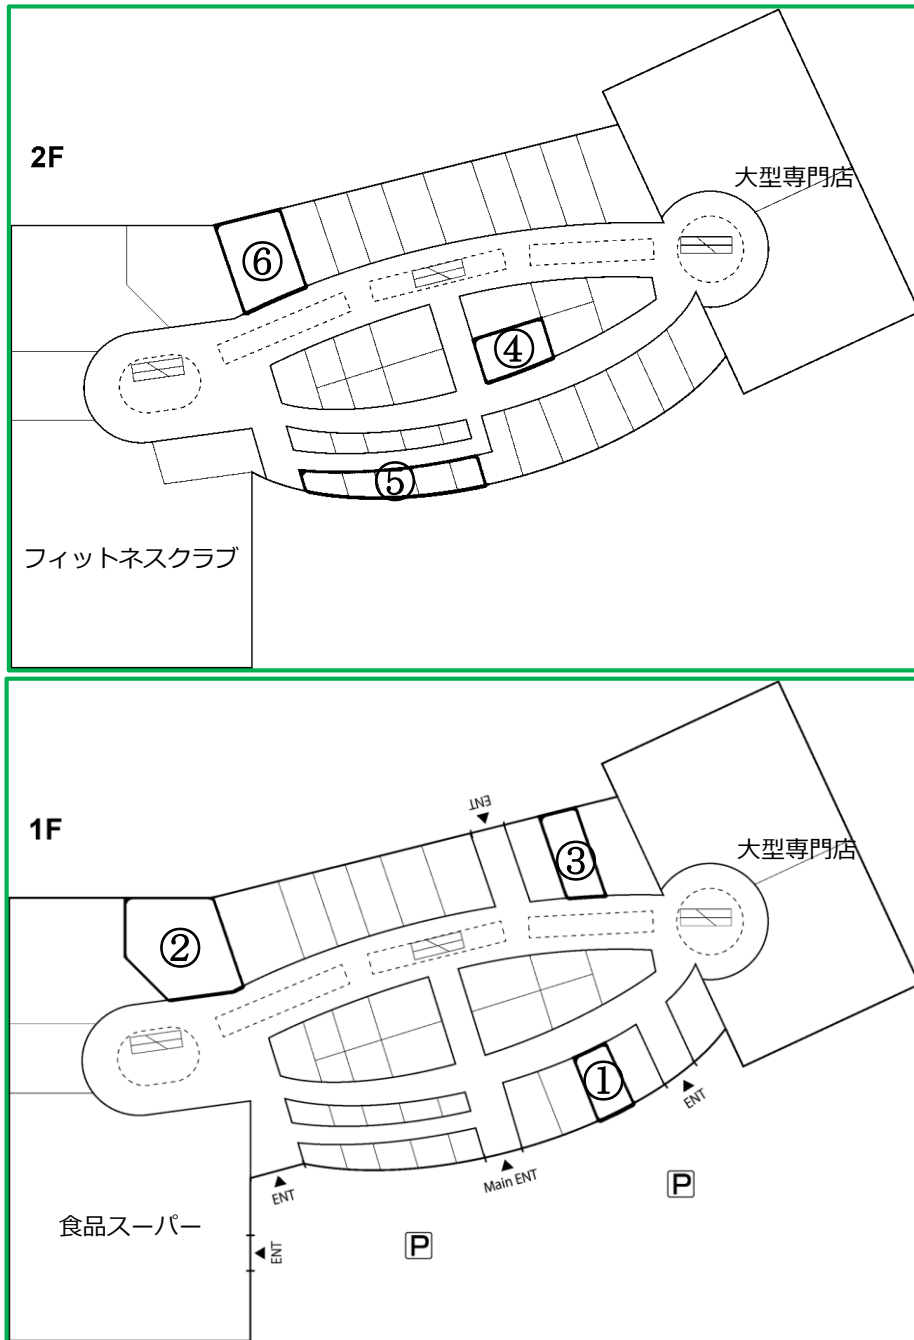 2F
大型専門店
⑥
④
⑤
フィットネスクラブ
1F
ENT
大型専門店
③
②
①
ENT
Main ENT
ENT
P
食品スーパー
P
ENT